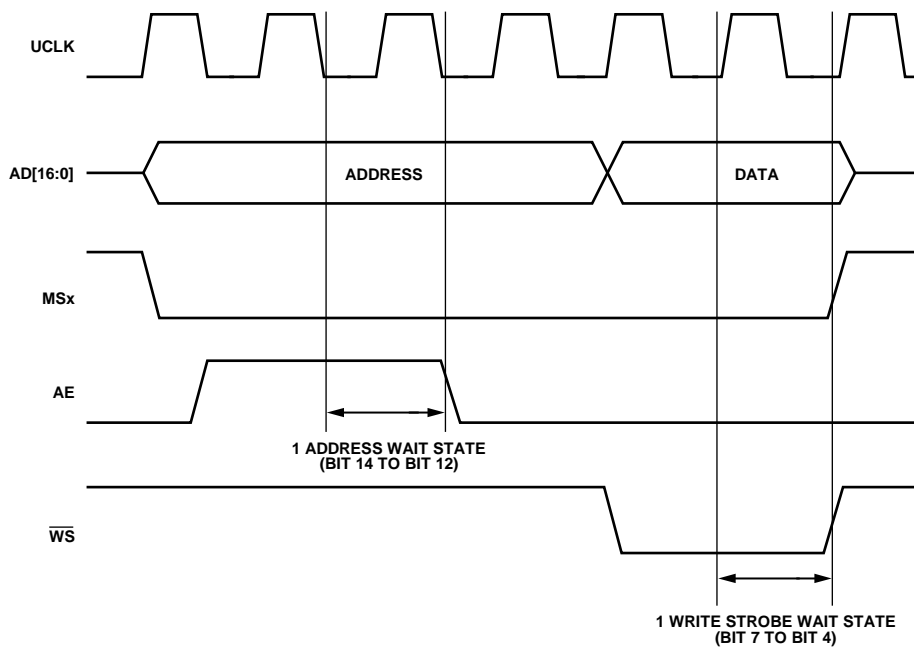 UCLK
AD[16:0]
ADDRESS
DATA
MSx
AE
1 ADDRESS WAIT STATE
(BIT 14 TO BIT 12)
WS
1 WRITE STROBE WAIT STATE
(BIT 7 TO BIT 4)